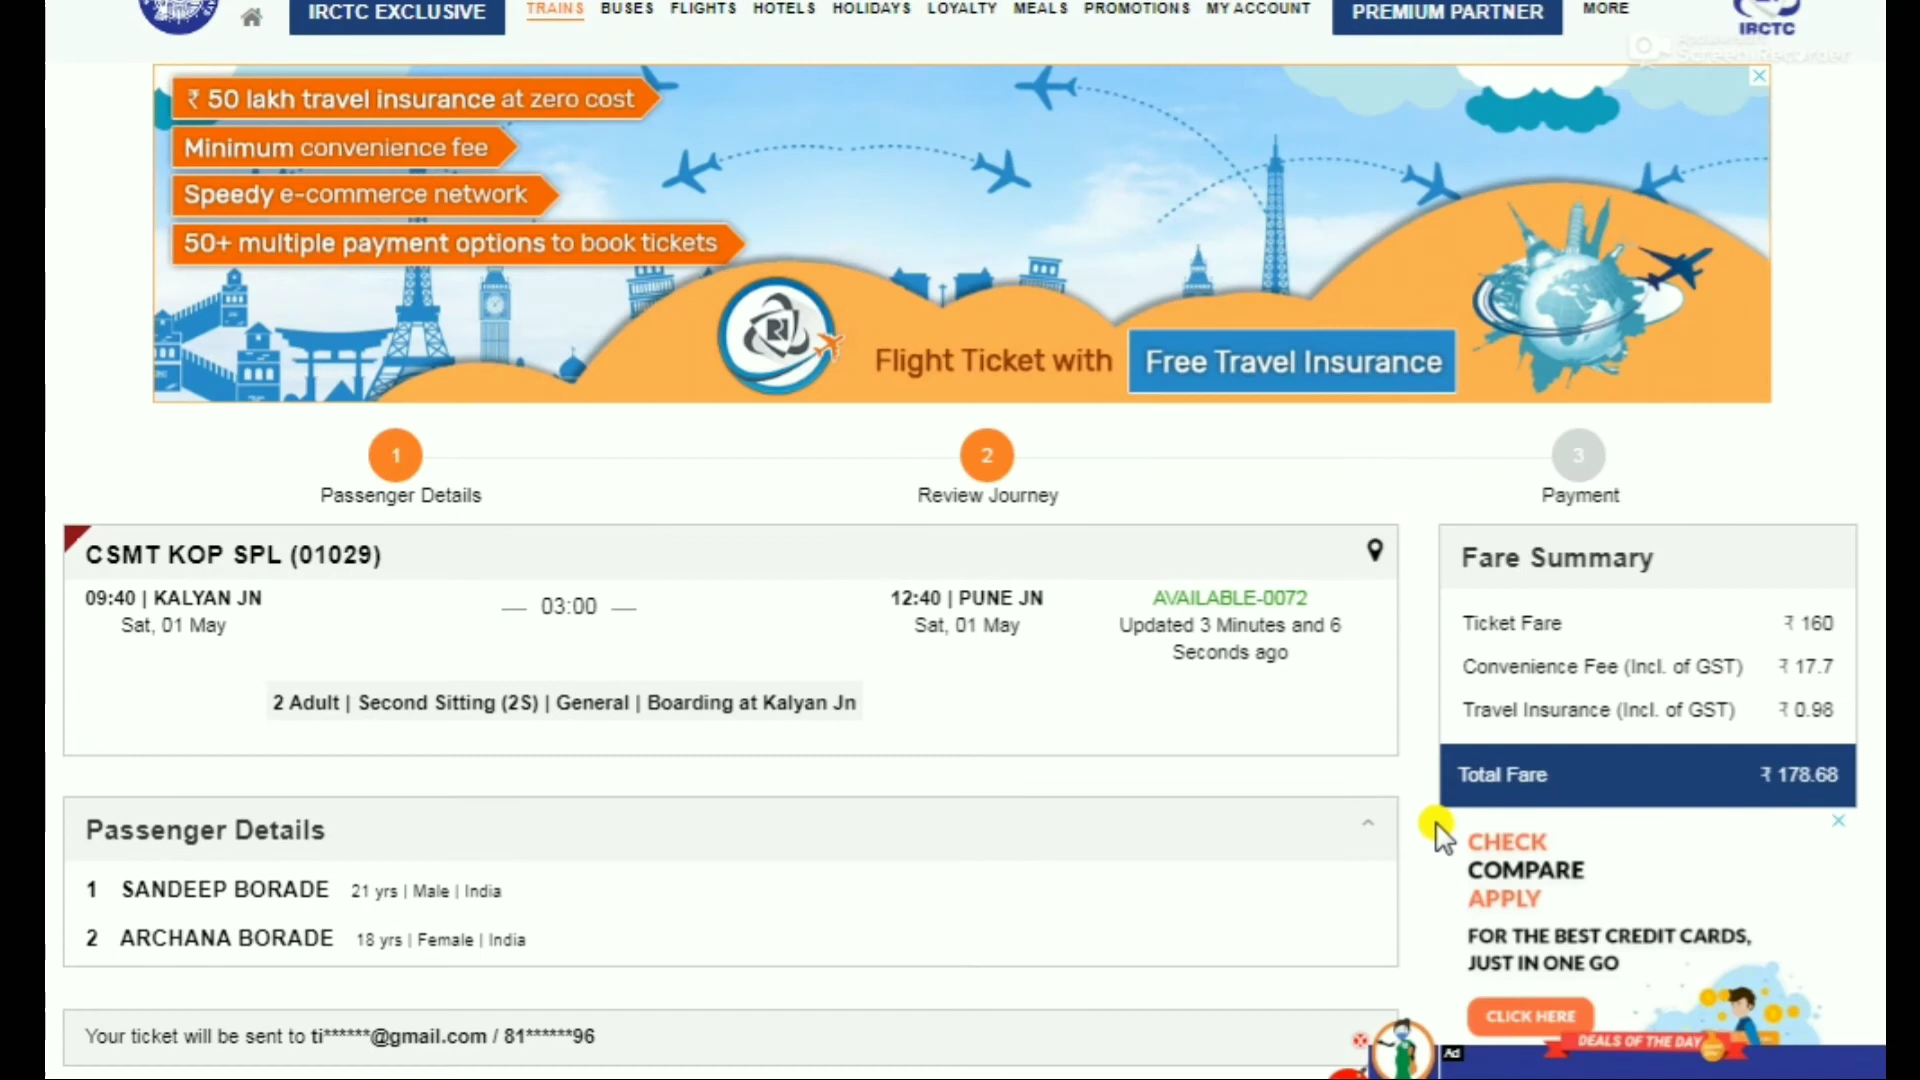 IRCTC EXCLUSIVE
TRAINS BUSES FLIGHTS HOTELS HOLIDAYS LOYALTY MEALS PROMOTIONS MY ACCOUNT
PREMIUM PARTNER
MORE
IRCTC
Screen Recorder
₹ 50 lakh travel insurance at zero cost
Minimum convenience fee
Speedy e-commerce network
50+ multiple payment options to book tickets
Flight Ticket with Free Travel Insurance
1 2 3
Passenger Details Review Journey Payment
CSMT KOP SPL (01029)
09:40 | KALYAN JN — 03:00 — 12:40 | PUNE JN AVAILABLE-0072
Sat, 01 May Sat, 01 May Updated 3 Minutes and 6
Seconds ago
2 Adult | Second Sitting (2S) | General | Boarding at Kalyan Jn
Fare Summary
Ticket Fare ₹ 160
Convenience Fee (Incl. of GST) ₹ 17.7
Travel Insurance (Incl. of GST) ₹ 0.98
Total Fare ₹ 178.68
Passenger Details
1 SANDEEP BORADE 21 yrs | Male | India
2 ARCHANA BORADE 18 yrs | Female | India
Your ticket will be sent to ti******@gmail.com / 81******96
CHECK
COMPARE
APPLY
FOR THE BEST CREDIT CARDS,
JUST IN ONE GO
CLICK HERE
DEALS OF THE DAY
Ad